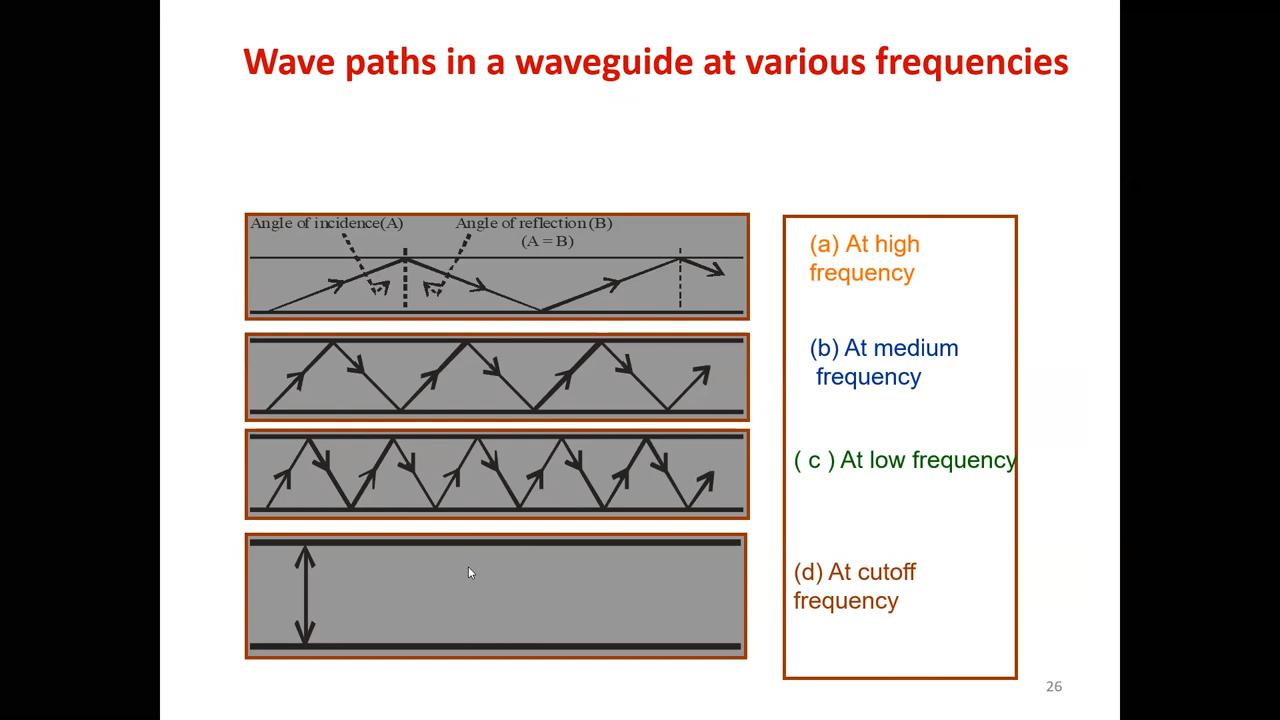 Wave paths in a waveguide at various frequencies
Angle of incidence(A)
Angle of reflection (B)
(A = B)
(a) At high
frequency
(b) At medium
frequency
( c ) At low frequency
(d) At cutoff
frequency
26